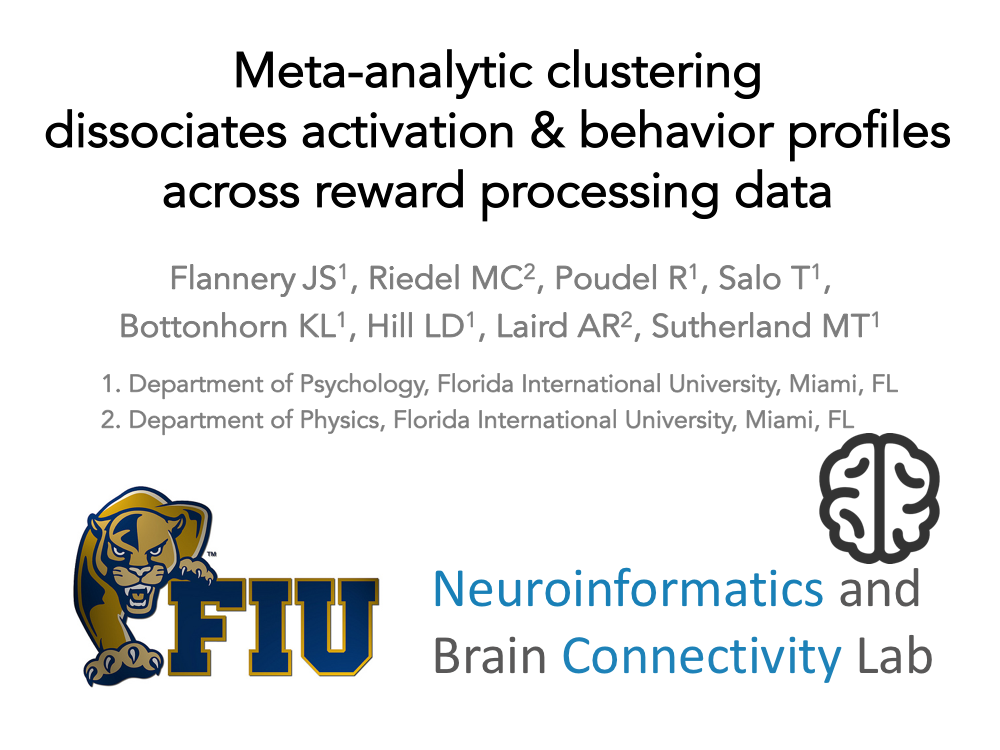 Meta-analytic clustering
dissociates activation & behavior profiles
across reward processing data
Flannery JS¹, Riedel MC², Poudel R¹, Salo T¹,
Bottonhorn KL¹, Hill LD¹, Laird AR², Sutherland MT¹
1. Department of Psychology, Florida International University, Miami, FL
2. Department of Physics, Florida International University, Miami, FL
™
FIU
Neuroinformatics and
Brain Connectivity Lab